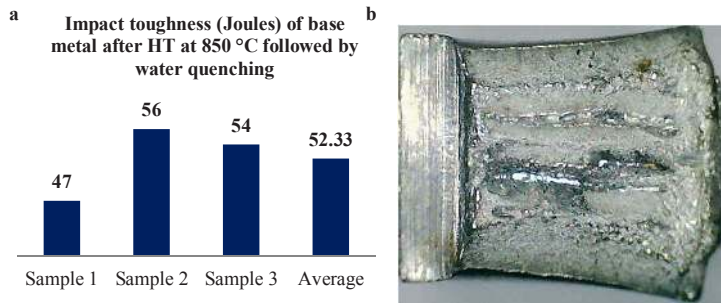 a
Impact toughness (Joules) of base
metal after HT at 850 °C followed by
water quenching
56
54
52.33
47
Sample 1 Sample 2 Sample 3 Average
b